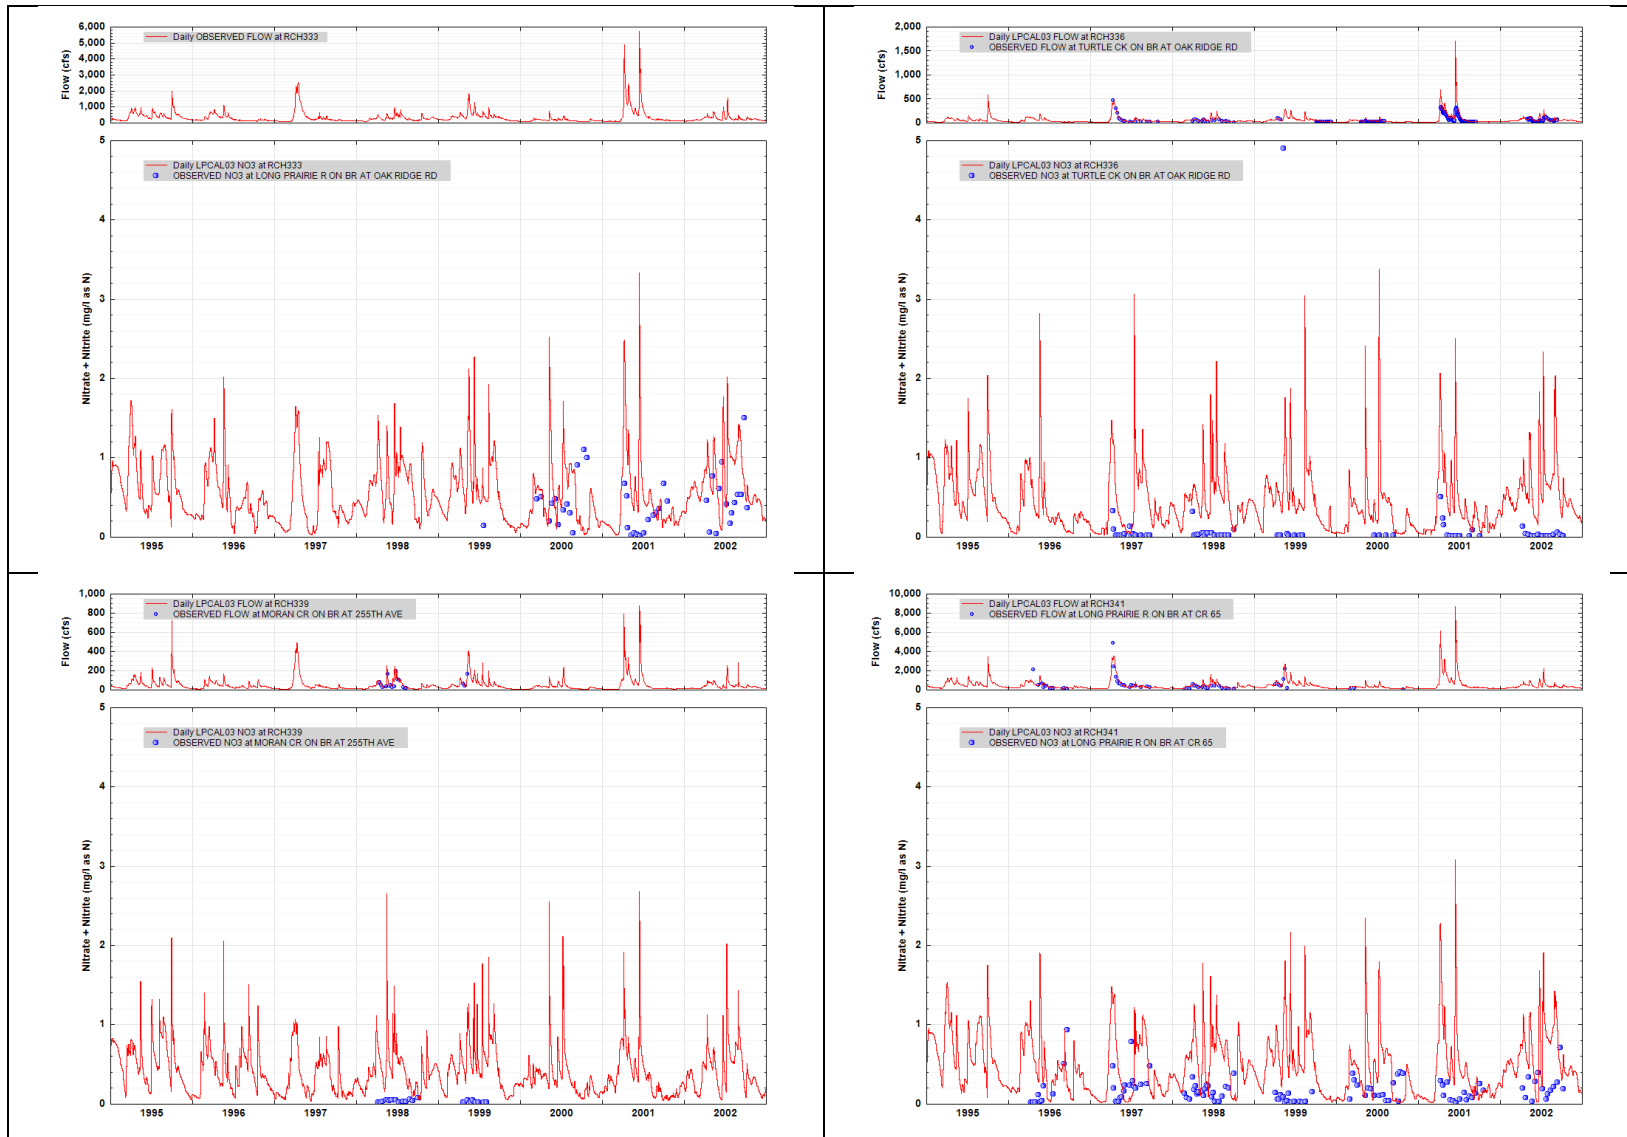 6,000
5,000
4,000
3,000
2,000
1,000
0
Flow (cfs)
Daily OBSERVED FLOW at RCH333
5
4
3
2
1
0
Nitrate + Nitrite (mg/l as N)
Daily LPCAL03 NO3 at RCH333
OBSERVED NO3 at LONG PRAIRIE R ON BR AT OAK RIDGE RD
1995 1996 1997 1998 1999 2000 2001 2002
2,000
1,500
1,000
500
0
Flow (cfs)
Daily LPCAL03 FLOW at RCH336
OBSERVED FLOW at TURTLE CK ON BR AT OAK RIDGE RD
5
4
3
2
1
0
Nitrate + Nitrite (mg/l as N)
Daily LPCAL03 NO3 at RCH336
OBSERVED NO3 at TURTLE CK ON BR AT OAK RIDGE RD
1995 1996 1997 1998 1999 2000 2001 2002
1,000
800
600
400
200
0
Flow (cfs)
Daily LPCAL03 FLOW at RCH339
OBSERVED FLOW at MORAN CR ON BR AT 255TH AVE
5
4
3
2
1
0
Nitrate + Nitrite (mg/l as N)
Daily LPCAL03 NO3 at RCH339
OBSERVED NO3 at MORAN CR ON BR AT 255TH AVE
1995 1996 1997 1998 1999 2000 2001 2002
10,000
8,000
6,000
4,000
2,000
0
Flow (cfs)
Daily LPCAL03 FLOW at RCH341
OBSERVED FLOW at LONG PRAIRIE R ON BR AT CR 65
5
4
3
2
1
0
Nitrate + Nitrite (mg/l as N)
Daily LPCAL03 NO3 at RCH341
OBSERVED NO3 at LONG PRAIRIE R ON BR AT CR 65
1995 1996 1997 1998 1999 2000 2001 2002